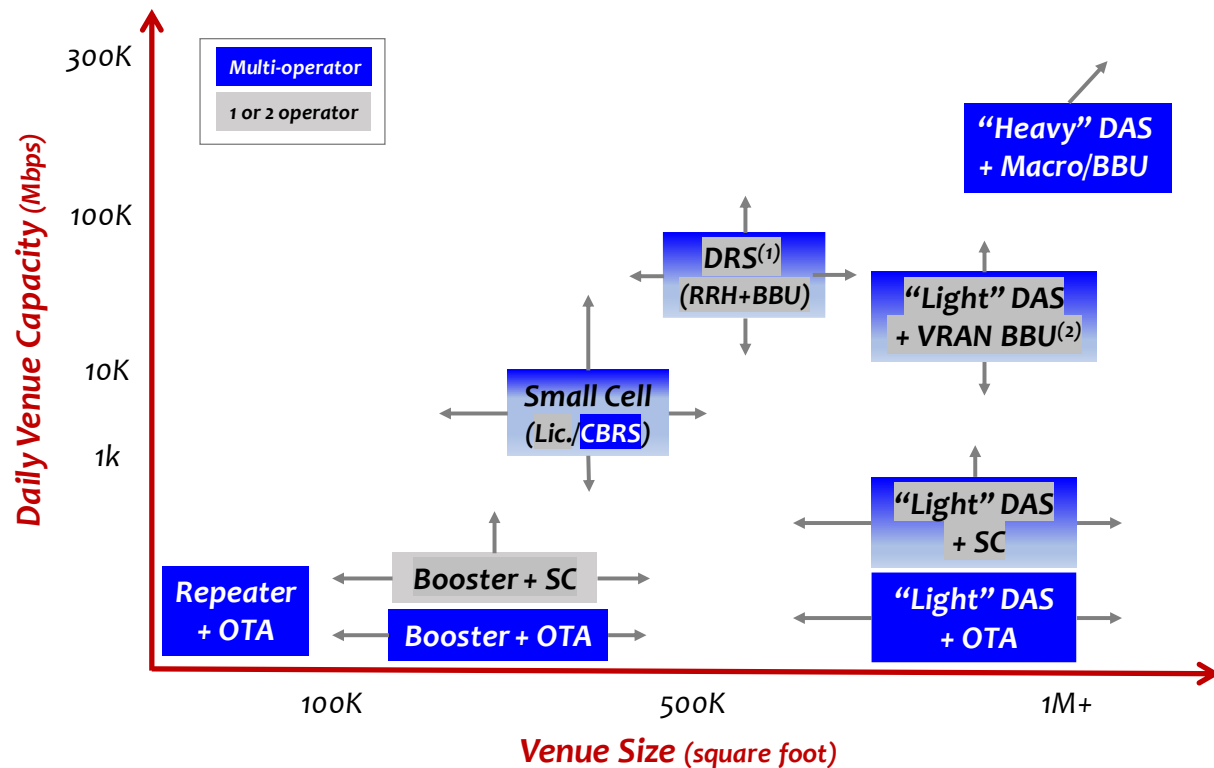 300K
Multi-operator
1 or 2 operator
“Heavy” DAS
+ Macro/BBU
100K
DRS(1)
(RRH+BBU)
“Light” DAS
+ VRAN BBU(2)
10K
Small Cell
(Lic./CBRS)
1k
“Light” DAS
+ SC
Booster + SC
Repeater
+ OTA
Booster + OTA
“Light” DAS
+ OTA
Daily Venue Capacity (Mbps)
100K
500K
1M+
Venue Size (square foot)